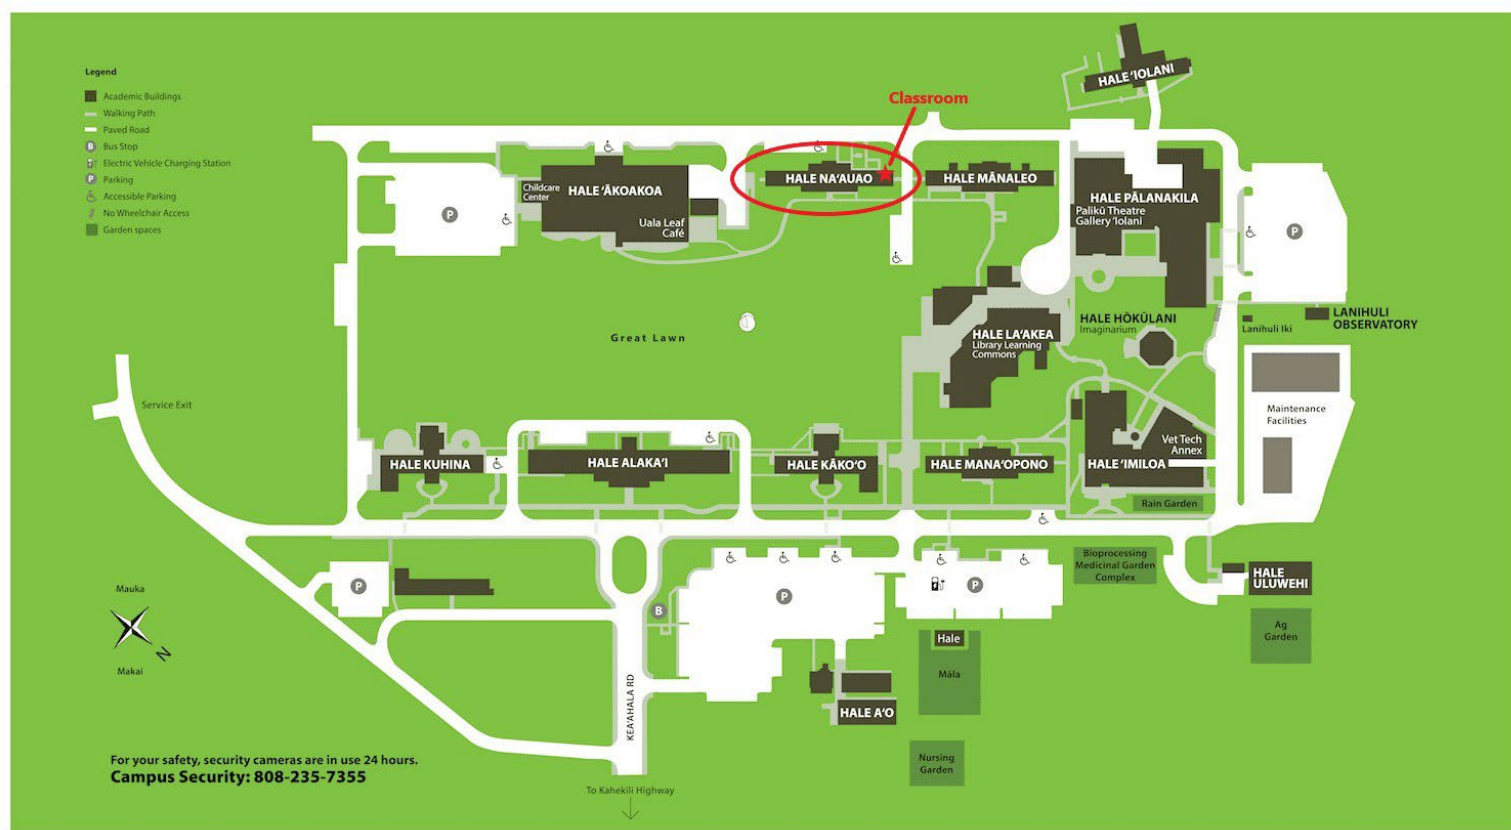 Legend
Academic Buildings
Walking Path
Paved Road
B Bus Stop
Electric Vehicle Charging Station
P Parking
Accessible Parking
No Wheelchair Access
Garden spaces
Classroom
HALE ʻIOLANI
Childcare
Center
HALE ʻĀKOAKOA
Uala Leaf
Café
HALE NAʻAUAO
HALE MĀNALEO
HALE PĀLANAKILA
Palikū Theatre
Gallery ʻIolani
P
P
Great Lawn
HALE LAʻAKEA
Library Learning
Commons
HALE HŌKŪLANI
Imaginarium
Lanihuli Iki
LANIHULI
OBSERVATORY
Service Exit
Maintenance
Facilities
HALE KUHINA
HALE ALAKAʻI
HALE KĀKOʻO
HALE MANAʻOPONO
HALE ʻIMILOA
Vet Tech
Annex
Rain Garden
Bioprocessing
Medicinal Garden
Complex
HALE
ULUWEHI
Ag
Garden
P
P
P
B
Mauka
N
Makai
Hale
Māla
HALE AʻO
Nursing
Garden
KEAʻAHALA RD
For your safety, security cameras are in use 24 hours.
Campus Security: 808-235-7355
To Kahekili Highway